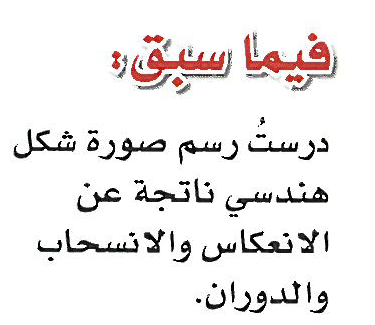 فيما سبق:
درستُ رسم صورة شكل
هندسي ناتجة عن
الانعكاس والانسحاب
والدوران.